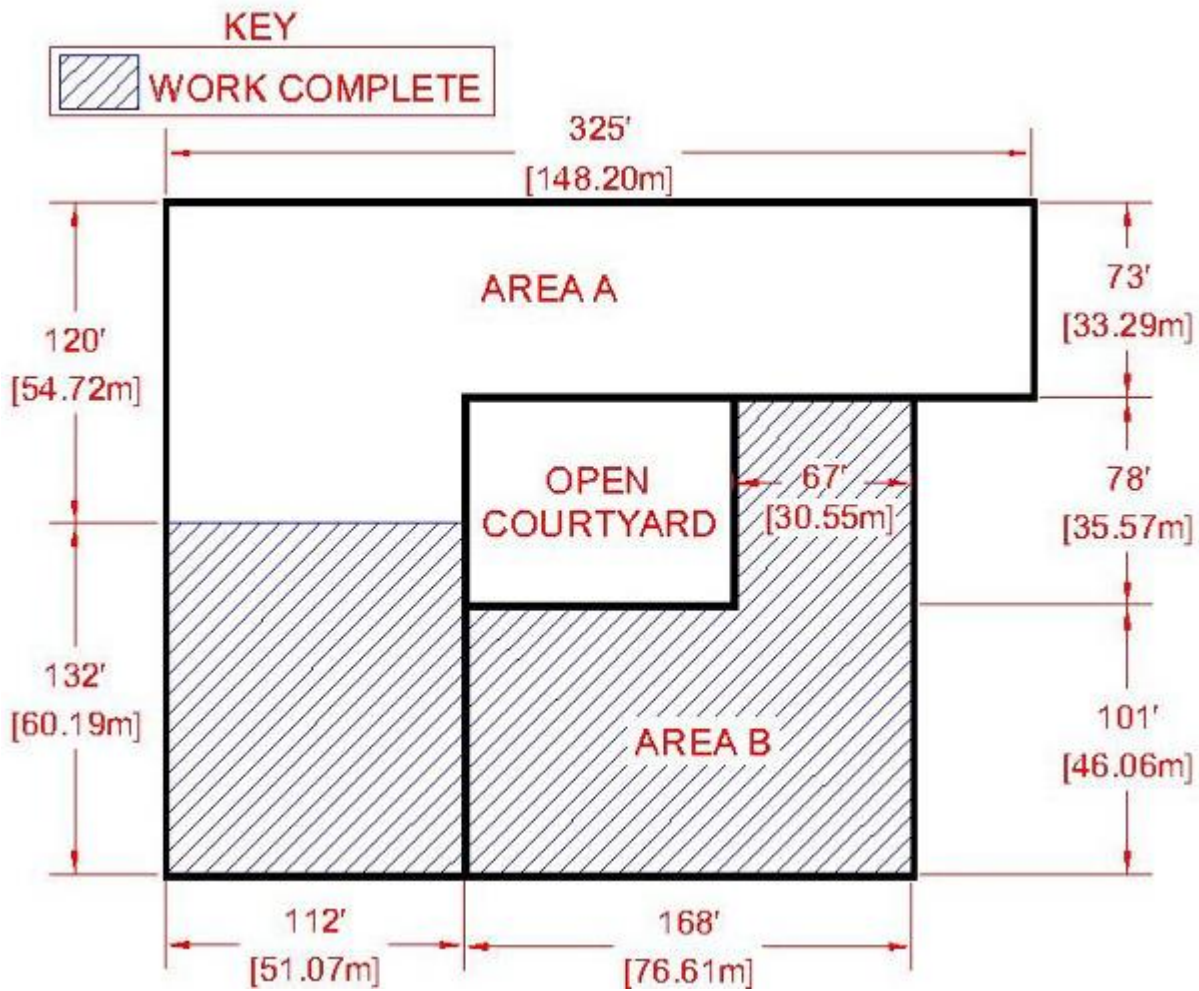 KEY
WORK COMPLETE
325'
[148.20m]
AREA A
73'
[33.29m]
120'
[54.72m]
OPEN
COURTYARD
67'
[30.55m]
78'
[35.57m]
132'
[60.19m]
AREA B
101'
[46.06m]
112'
[51.07m]
168'
[76.61m]